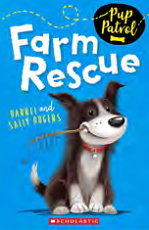 Pup
Patrol
Farm
Rescue
DARREL and
SALLY ODGERS
SCHOLASTIC